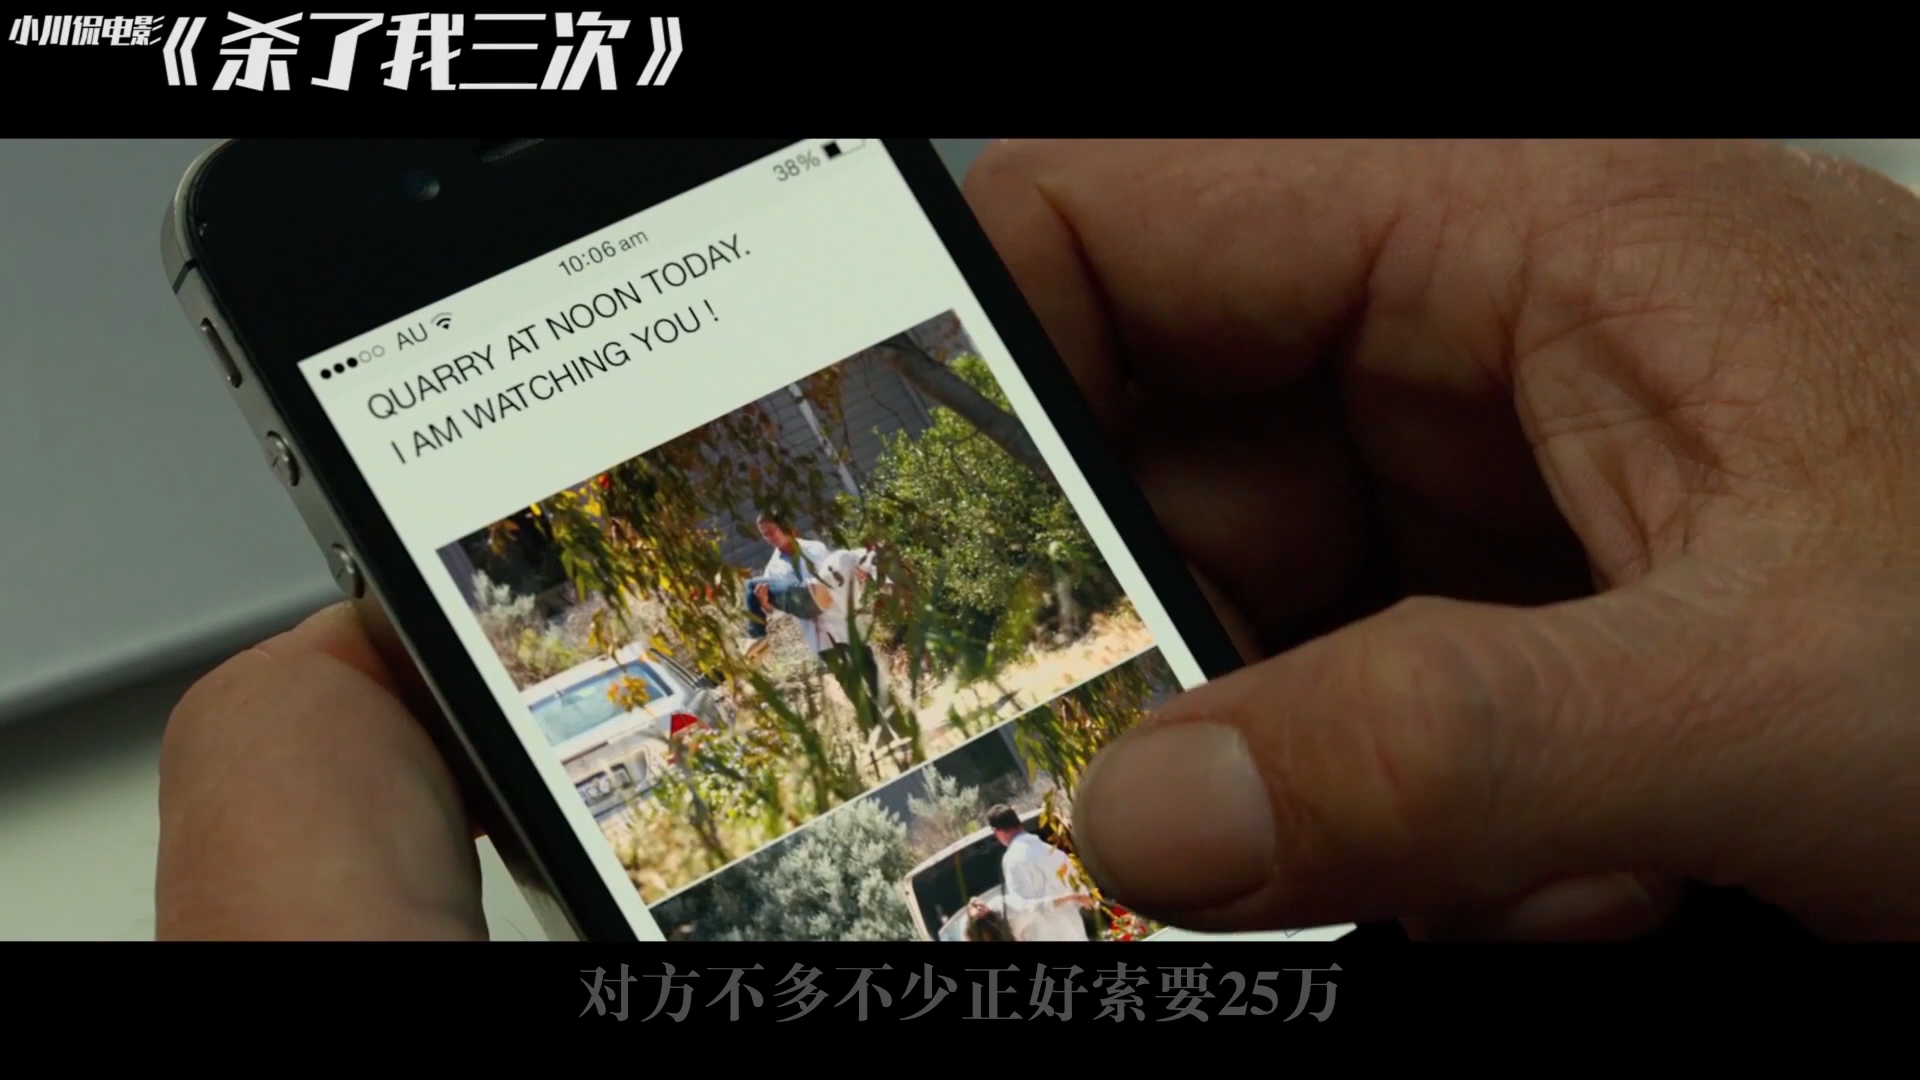 小川侃电影
《杀了我三次》
38%
10:06 am
●●●○○ AU
QUARRY AT NOON TODAY.
I AM WATCHING YOU !
对方不多不少正好索要25万